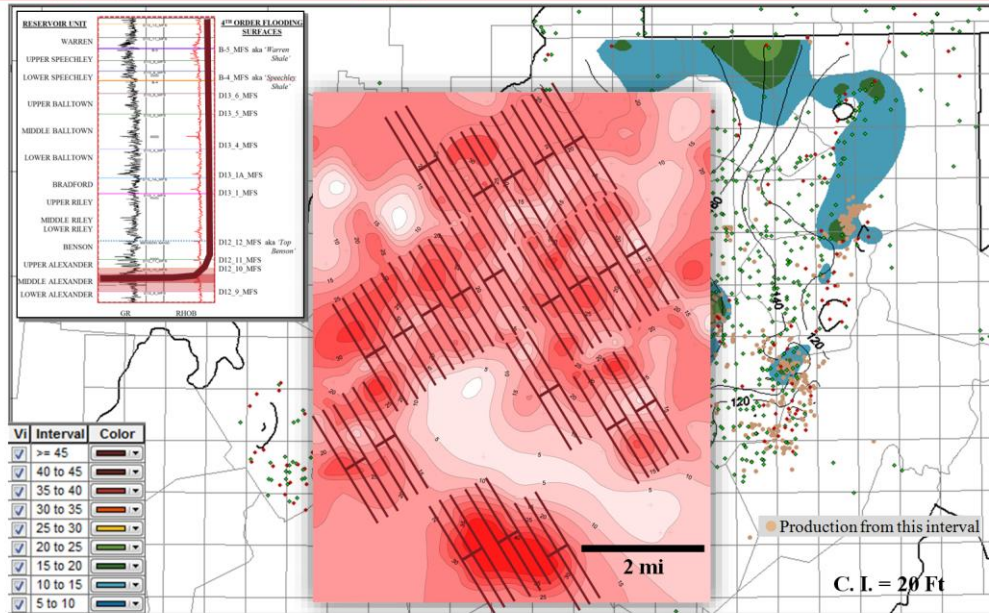 RESERVOIR UNIT
4TH ORDER FLOODING
SURFACES
WARREN
B-5_MFS aka 'Warren
Shale'
UPPER SPEECHLEY
LOWER SPEECHLEY
B-4_MFS aka 'Speechley
Shale'
D13_6_MFS
UPPER BALLTOWN
D13_5_MFS
MIDDLE BALLTOWN
D13_4_MFS
LOWER BALLTOWN
D13_1A_MFS
BRADFORD
D13_1_MFS
UPPER RILEY
MIDDLE RILEY
LOWER RILEY
D12_12_MFS aka 'Top
Benson'
BENSON
D12_11_MFS
UPPER ALEXANDER
D12_10_MFS
MIDDLE ALEXANDER
LOWER ALEXANDER
D12_9_MFS
GR
RHOB
140
120
120
Vi Interval Color
>= 45
40 to 45
35 to 40
30 to 35
25 to 30
20 to 25
15 to 20
10 to 15
5 to 10
2 mi
Production from this interval
C. I. = 20 Ft